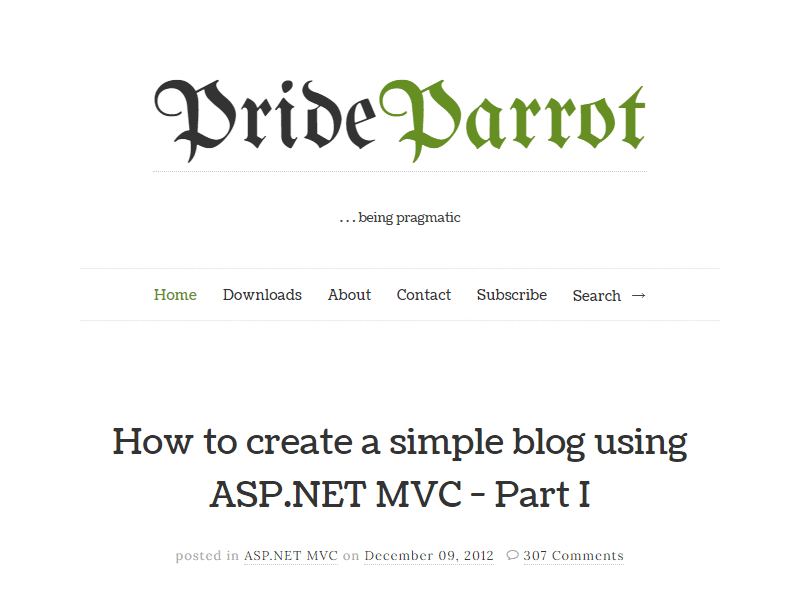 PrideParrot
...being pragmatic
Home Downloads About Contact Subscribe Search →
How to create a simple blog using
ASP.NET MVC - Part I
posted in ASP.NET MVC on December 09, 2012 307 Comments